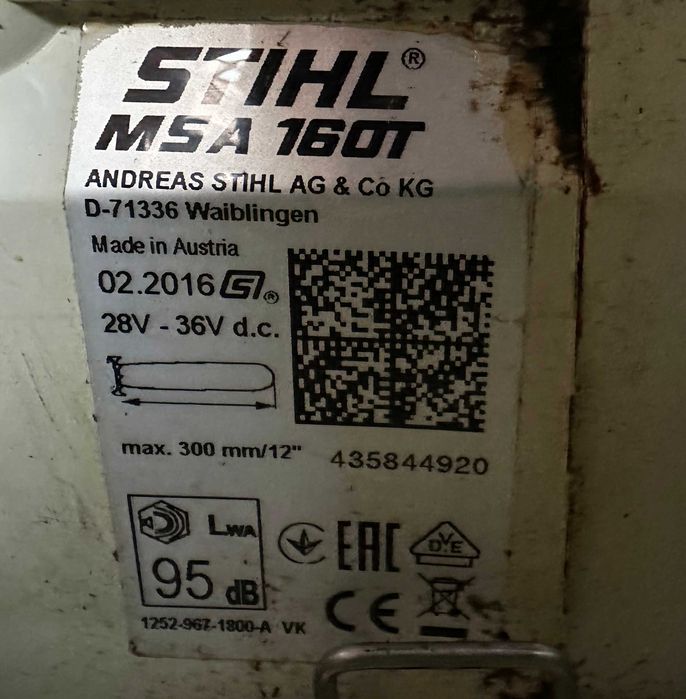 STIHL®
MSA 160T
ANDREAS STIHL AG & Co KG
D-71336 Waiblingen
Made in Austria
02.2016 ®
28V - 36V d.c.
max. 300 mm/12"
435844920
LWA
95 dB
EAC
DVE
CE
1252-967-1800-A VK